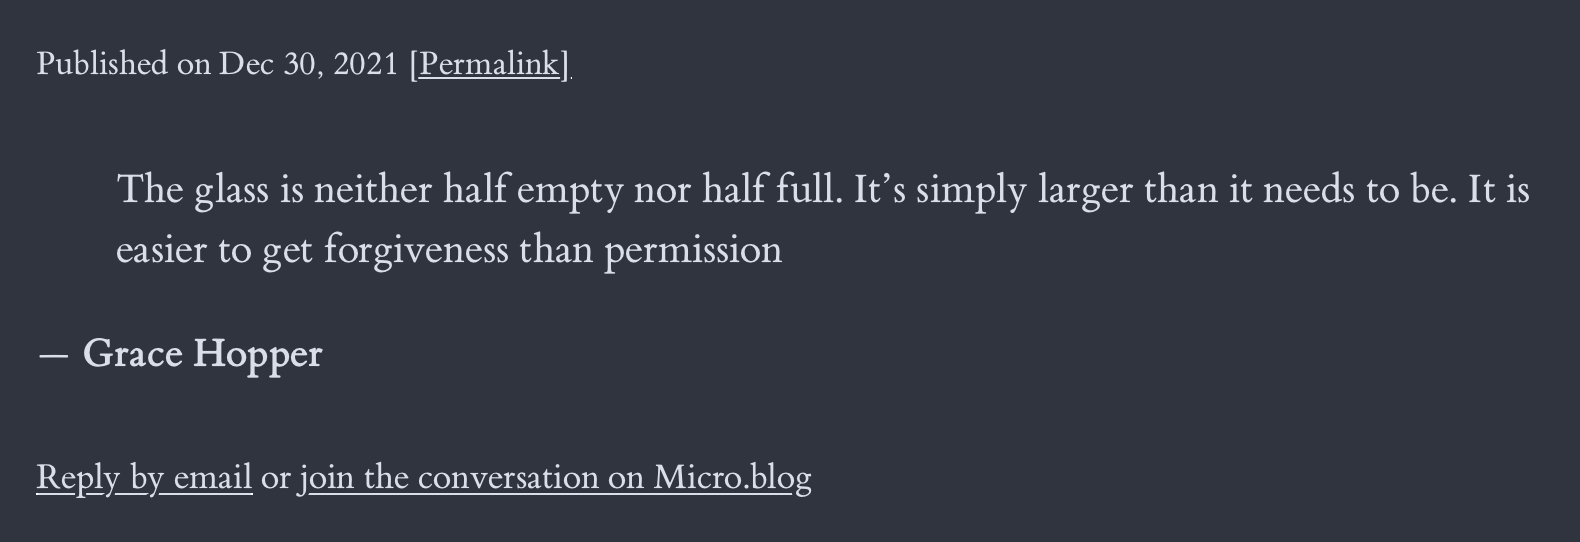 Published on Dec 30, 2021 [Permalink]
The glass is neither half empty nor half full. It’s simply larger than it needs to be. It is
easier to get forgiveness than permission
— Grace Hopper
Reply by email or join the conversation on Micro.blog